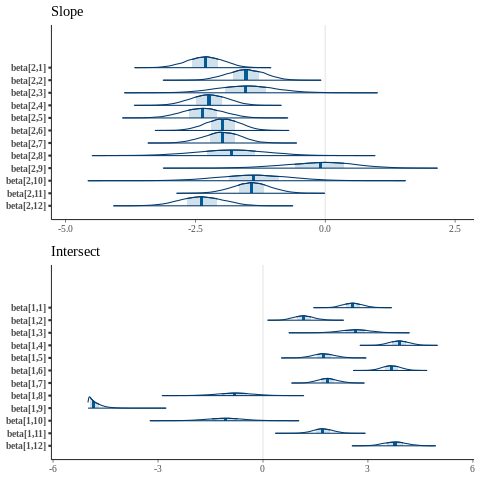 Slope
beta[2,1]
beta[2,2]
beta[2,3]
beta[2,4]
beta[2,5]
beta[2,6]
beta[2,7]
beta[2,8]
beta[2,9]
beta[2,10]
beta[2,11]
beta[2,12]
-5.0 -2.5 0.0 2.5
Intersect
beta[1,1]
beta[1,2]
beta[1,3]
beta[1,4]
beta[1,5]
beta[1,6]
beta[1,7]
beta[1,8]
beta[1,9]
beta[1,10]
beta[1,11]
beta[1,12]
-6 -3 0 3 6